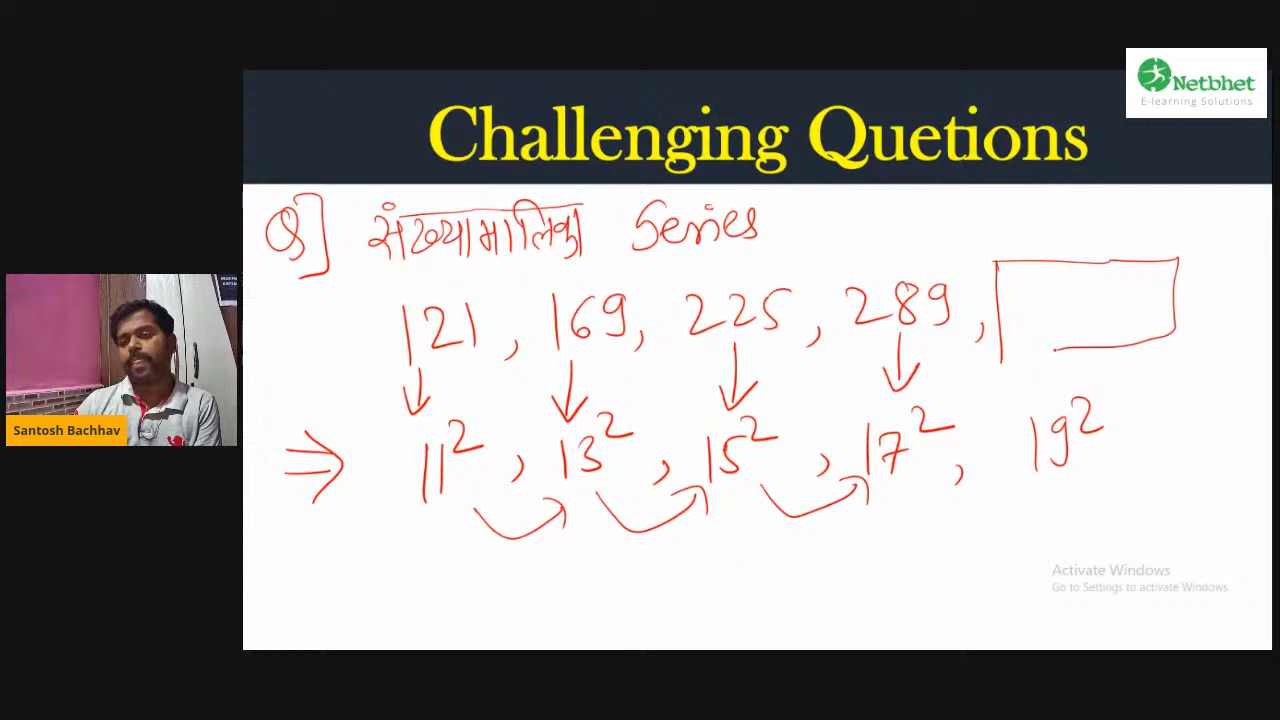 Netbhet
E-learning Solutions
Challenging Quetions
Q] संख्यामालिका Series
121, 169, 225, 289,
⇒ 11², 13², 15², 17², 19²
Santosh Bachhav
Activate Windows
Go to Settings to activate Windows.